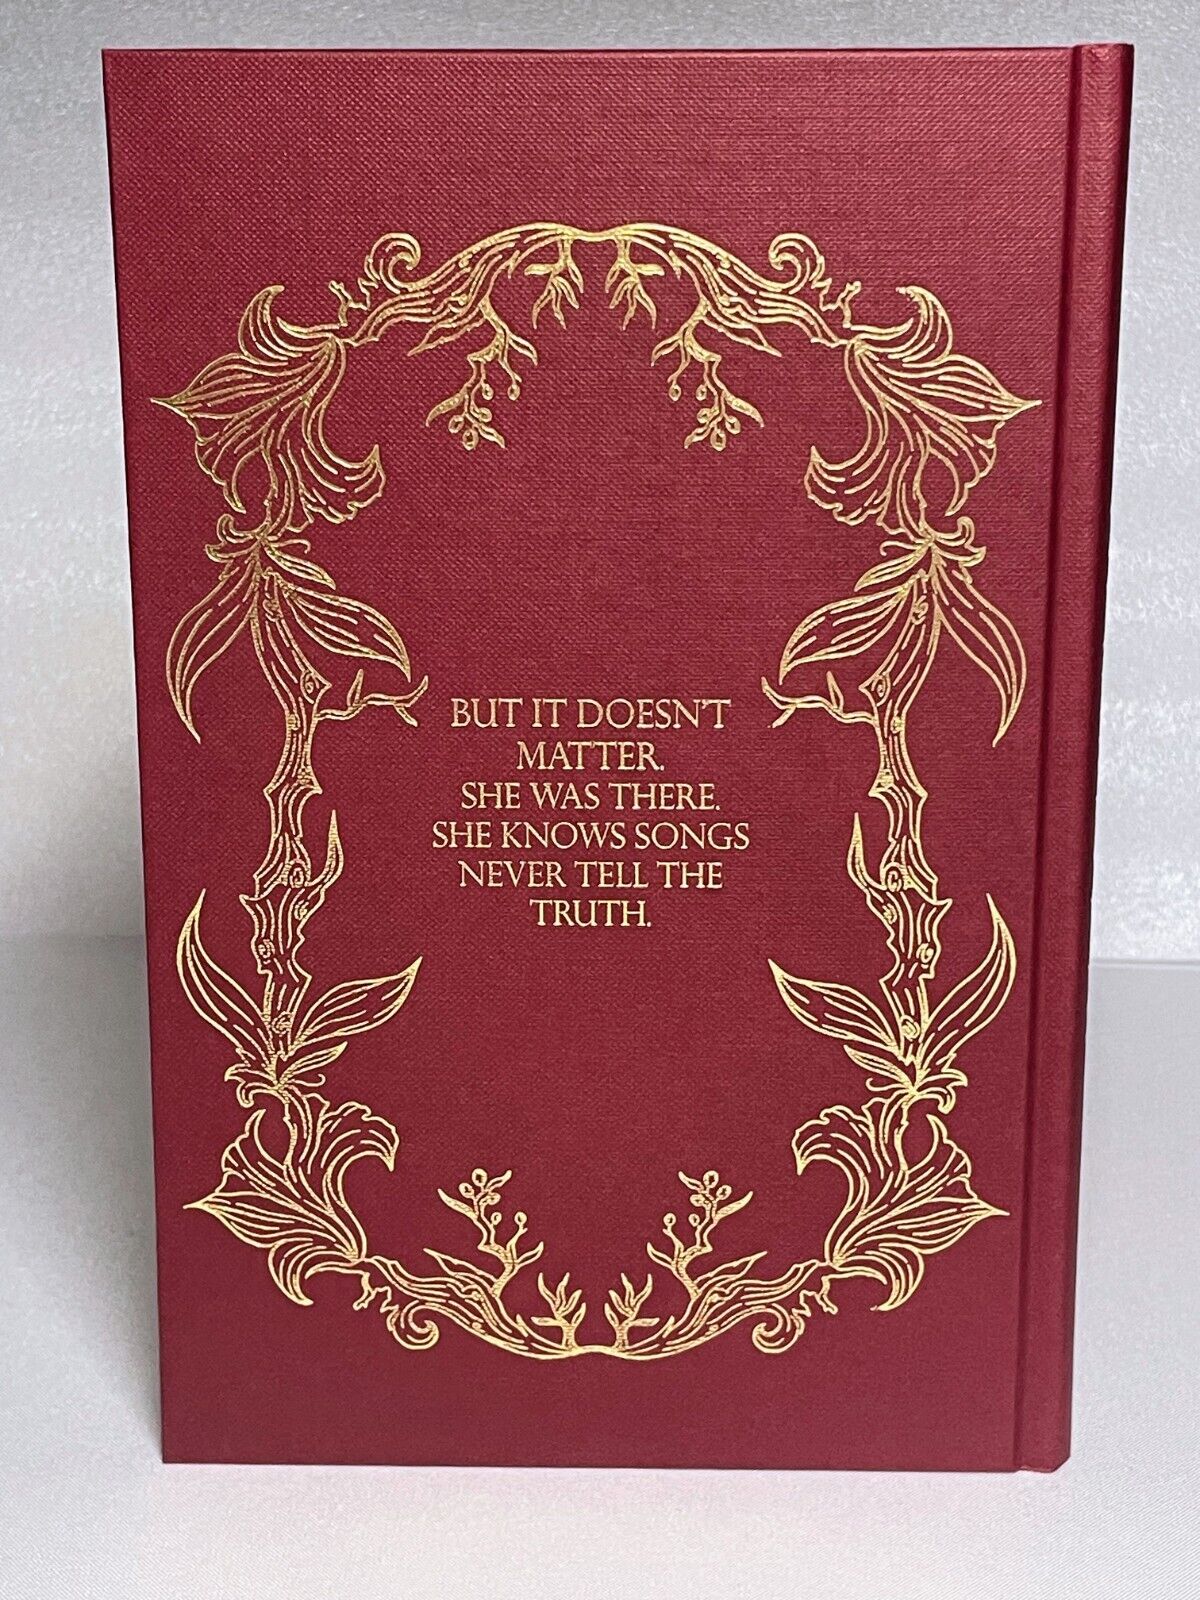 BUT IT DOESN'T
MATTER.
SHE WAS THERE.
SHE KNOWS SONGS
NEVER TELL THE
TRUTH.